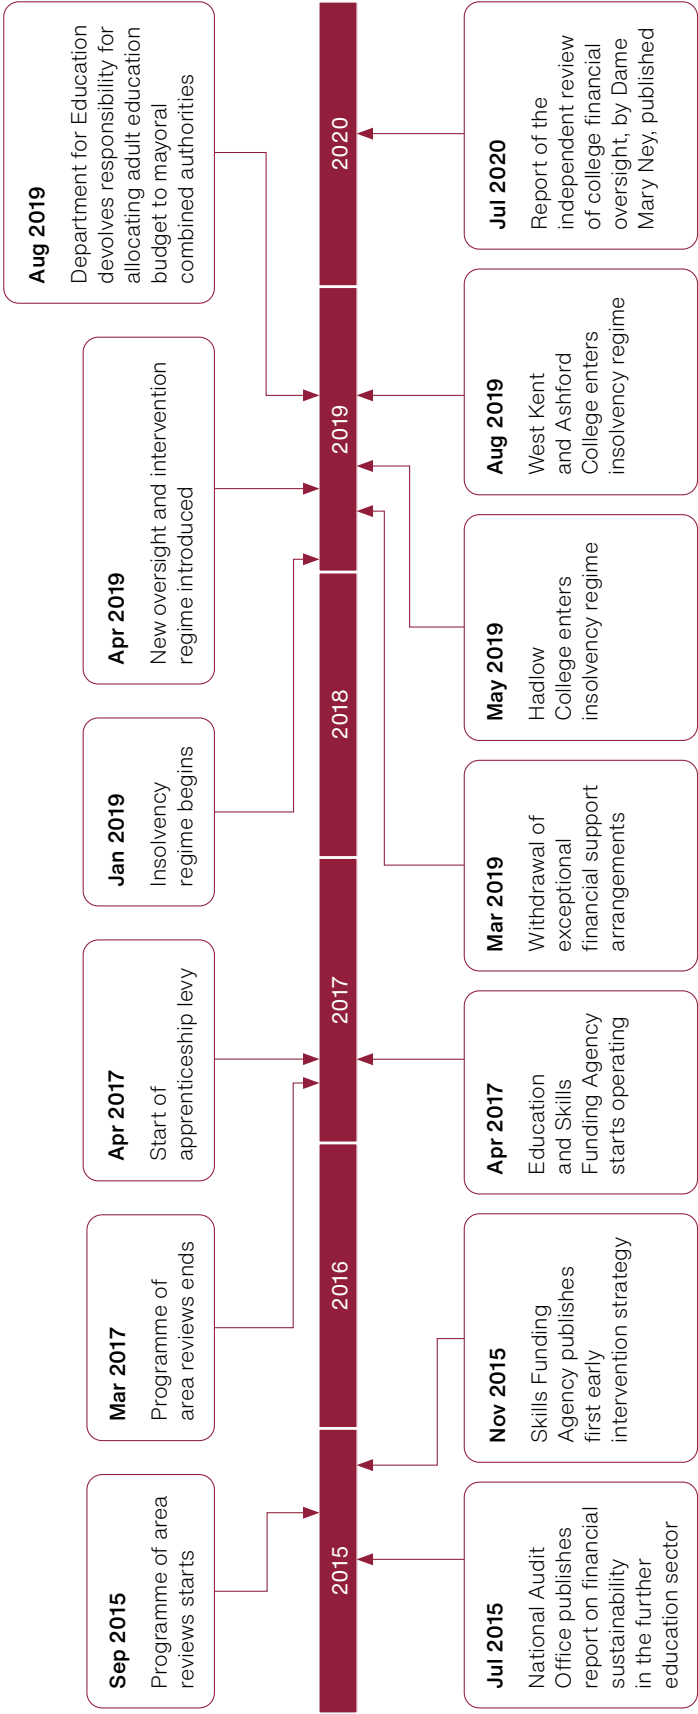 Sep 2015
Programme of area
reviews starts
Mar 2017
Programme of
area reviews ends
Apr 2017
Start of
apprenticeship levy
Jan 2019
Insolvency
regime begins
Apr 2019
New oversight and intervention
regime introduced
Aug 2019
Department for Education
devolves responsibility for
allocating adult education
budget to mayoral
combined authorities
2015
2016
2017
2018
2019
2020
Jul 2015
National Audit
Office publishes
report on financial
sustainability
in the further
education sector
Nov 2015
Skills Funding
Agency publishes
first early
intervention strategy
Apr 2017
Education
and Skills
Funding Agency
starts operating
Mar 2019
Withdrawal of
exceptional
financial support
arrangements
May 2019
Hadlow
College enters
insolvency regime
Aug 2019
West Kent
and Ashford
College enters
insolvency regime
Jul 2020
Report of the
independent review
of college financial
oversight, by Dame
Mary Ney, published